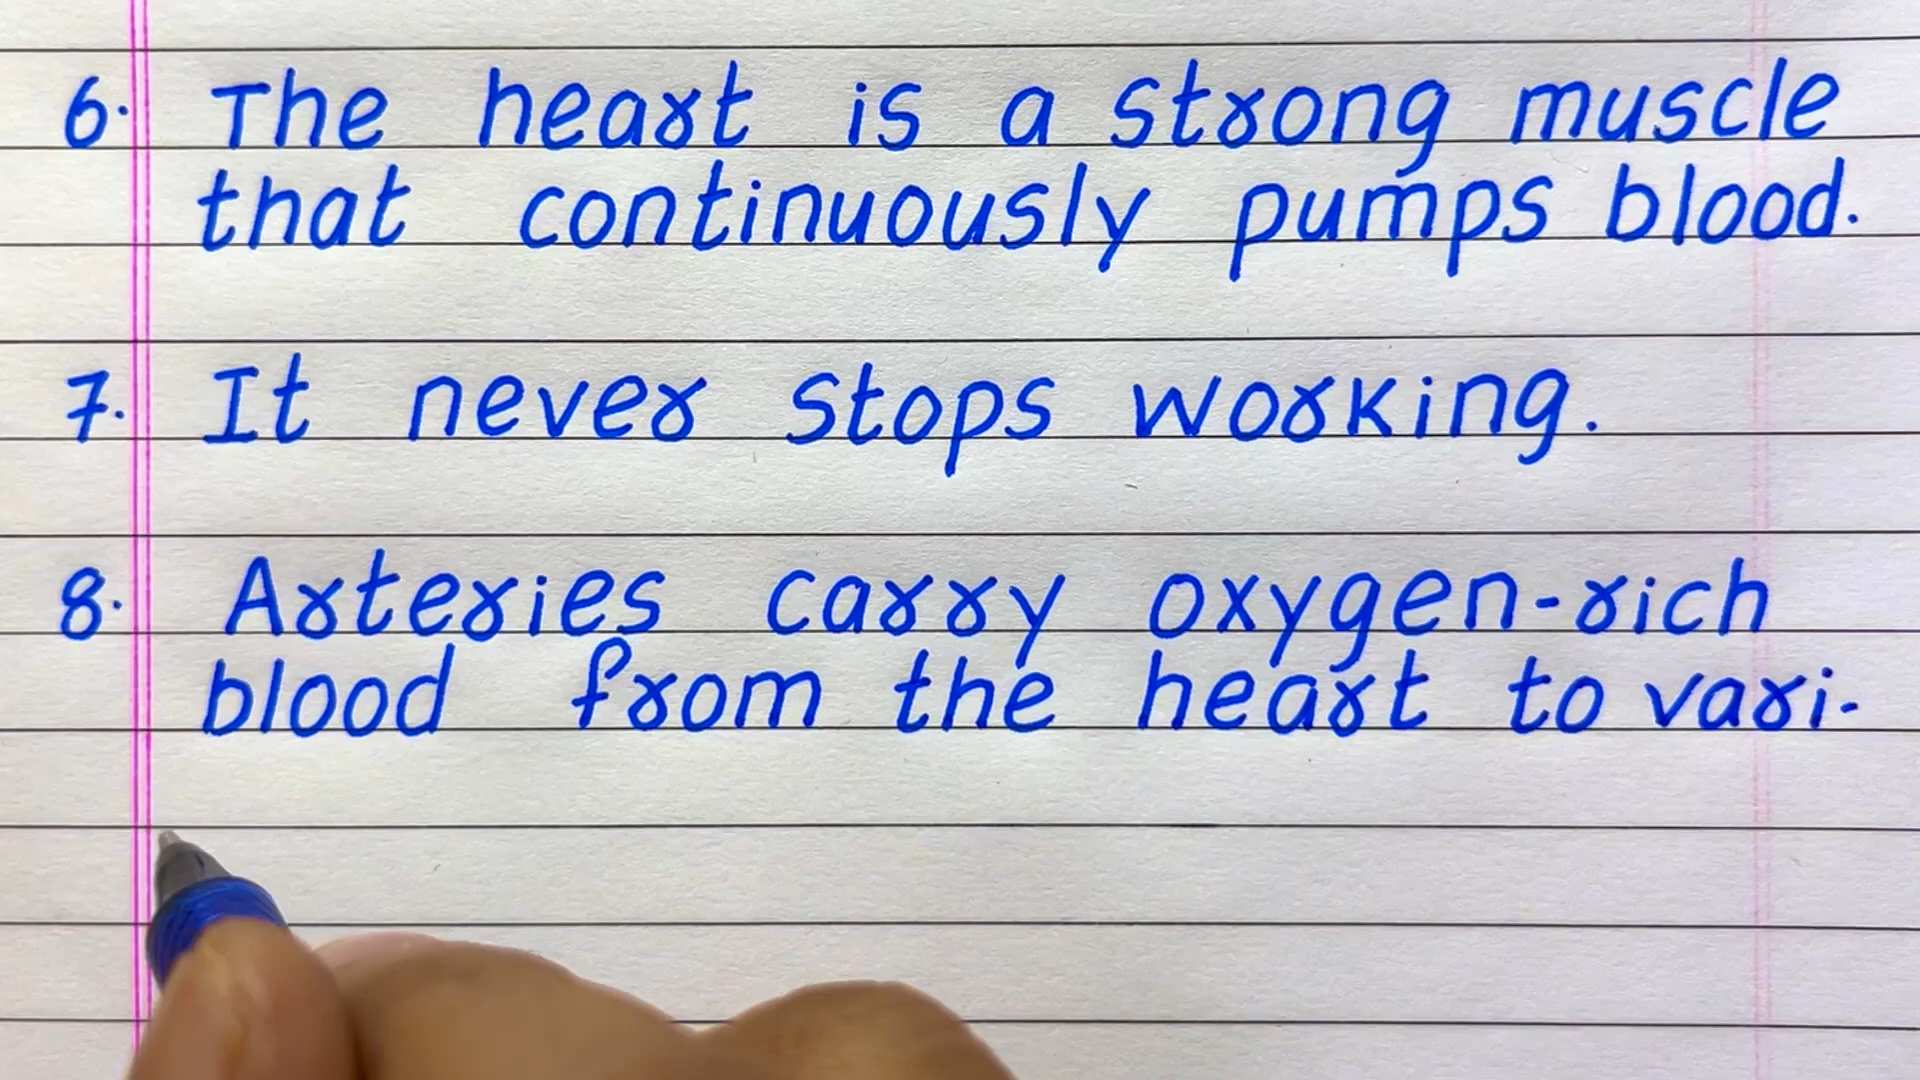 6. The heart is a strong muscle
that continuously pumps blood.
7. It never stops working.
8. Arteries carry oxygen-rich
blood from the heart to vari-